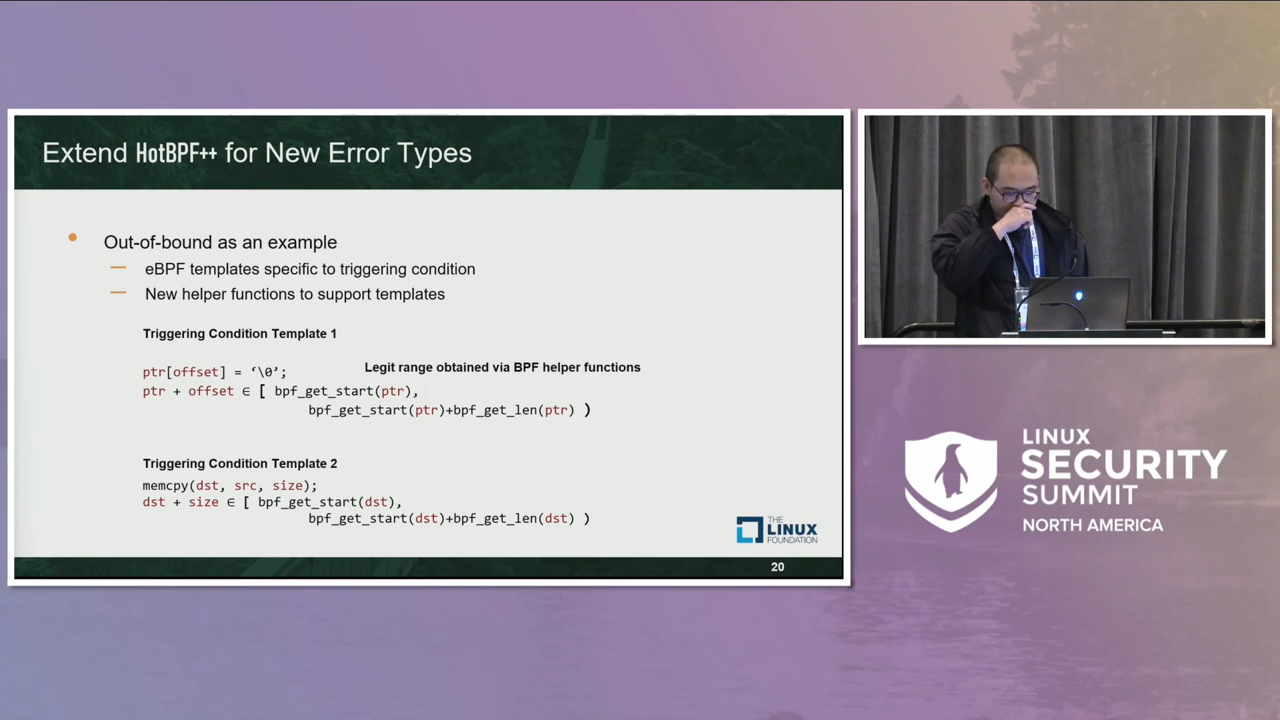 Extend HotBPF++ for New Error Types
Out-of-bound as an example
eBPF templates specific to triggering condition
New helper functions to support templates
Triggering Condition Template 1
ptr[offset] = ‘\0’;
Legit range obtained via BPF helper functions
ptr + offset ∈ [ bpf_get_start(ptr),
bpf_get_start(ptr)+bpf_get_len(ptr) )
Triggering Condition Template 2
memcpy(dst, src, size);
dst + size ∈ [ bpf_get_start(dst),
bpf_get_start(dst)+bpf_get_len(dst) )
THE
LINUX
FOUNDATION
20
LINUX
SECURITY
SUMMIT
NORTH AMERICA